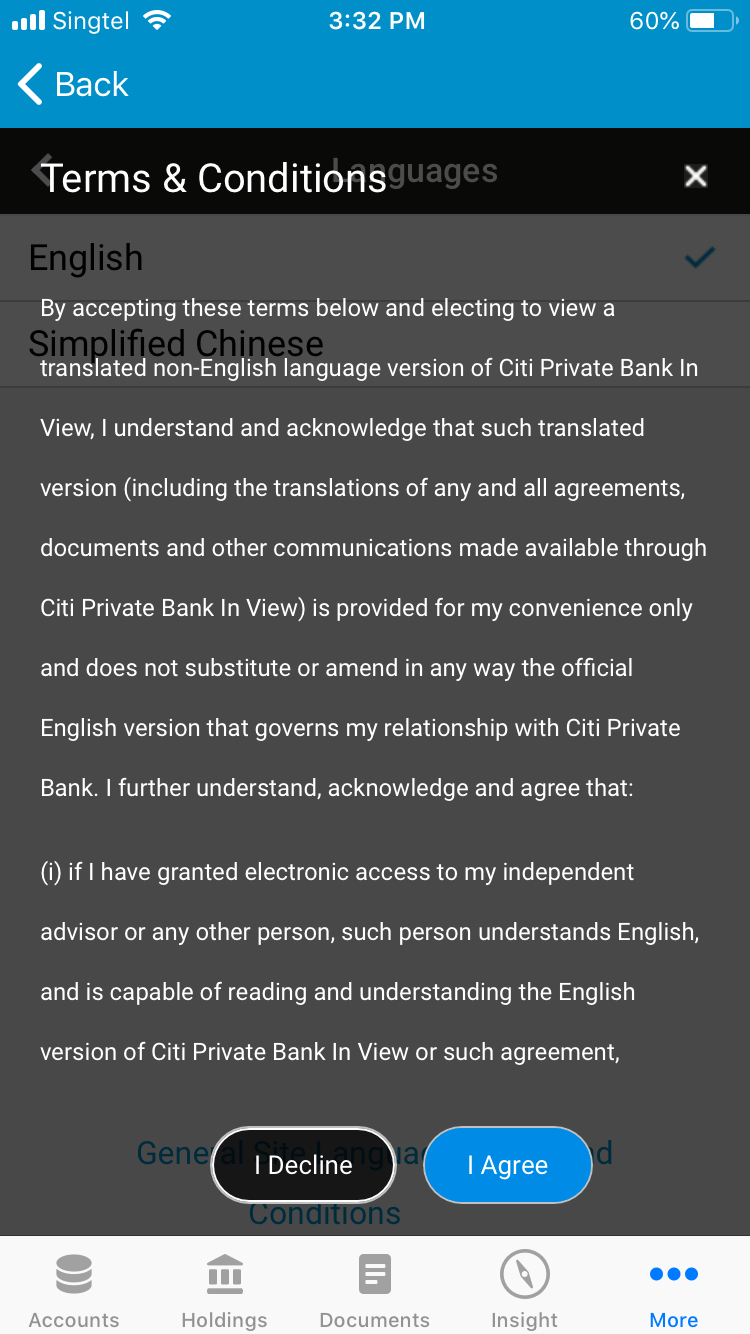 Singtel 3:32 PM 60%
Back
Languages
Terms & Conditions
English
By accepting these terms below and electing to view a
Simplified Chinese
translated non-English language version of Citi Private Bank In
View, I understand and acknowledge that such translated
version (including the translations of any and all agreements,
documents and other communications made available through
Citi Private Bank In View) is provided for my convenience only
and does not substitute or amend in any way the official
English version that governs my relationship with Citi Private
Bank. I further understand, acknowledge and agree that:
(i) if I have granted electronic access to my independent
advisor or any other person, such person understands English,
and is capable of reading and understanding the English
version of Citi Private Bank In View or such agreement,
General Site
I Decline I Agree
Conditions
Accounts Holdings Documents Insight More